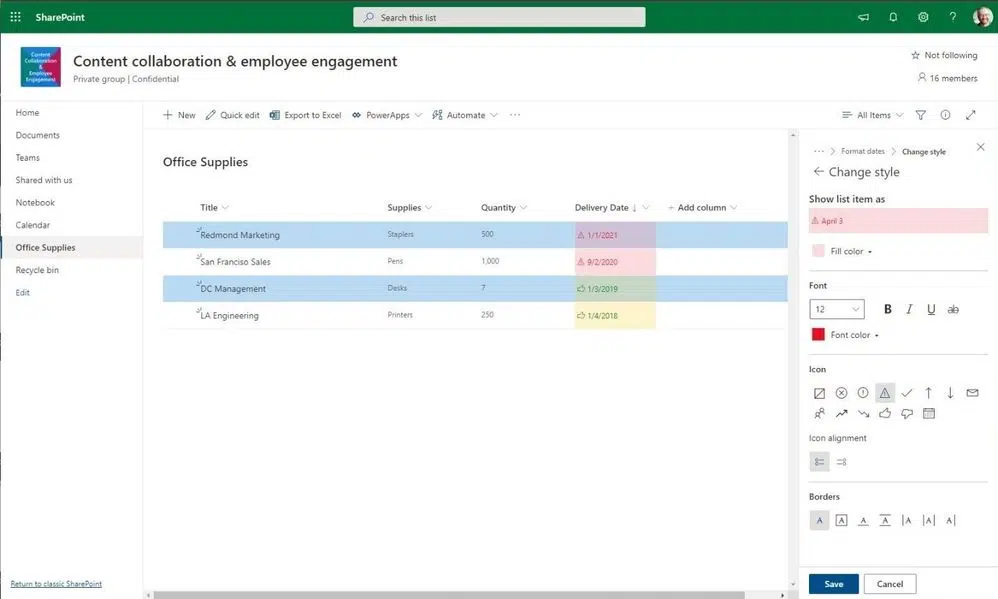 SharePoint
Search this list
?
Content
Collaboration
&
Employee
Engagement
Content collaboration & employee engagement
Private group | Confidential
Not following
16 members
Home
Documents
Teams
Shared with us
Notebook
Calendar
Office Supplies
Recycle bin
Edit
Return to classic SharePoint
+ New Quick edit Export to Excel PowerApps Automate ... All Items
Office Supplies
Title Supplies Quantity Delivery Date ↓ + Add column
Redmond Marketing Staplers 500 1/1/2021
San Franciso Sales Pens 1,000 9/2/2020
DC Management Desks 7 1/3/2019
LA Engineering Printers 250 1/4/2018
... > Format dates > Change style
← Change style
Show list item as
April 3
Fill color
Font
12 B I U ab
Font color
Icon
Icon alignment
Borders
A A A A |A |A| A|
Save Cancel